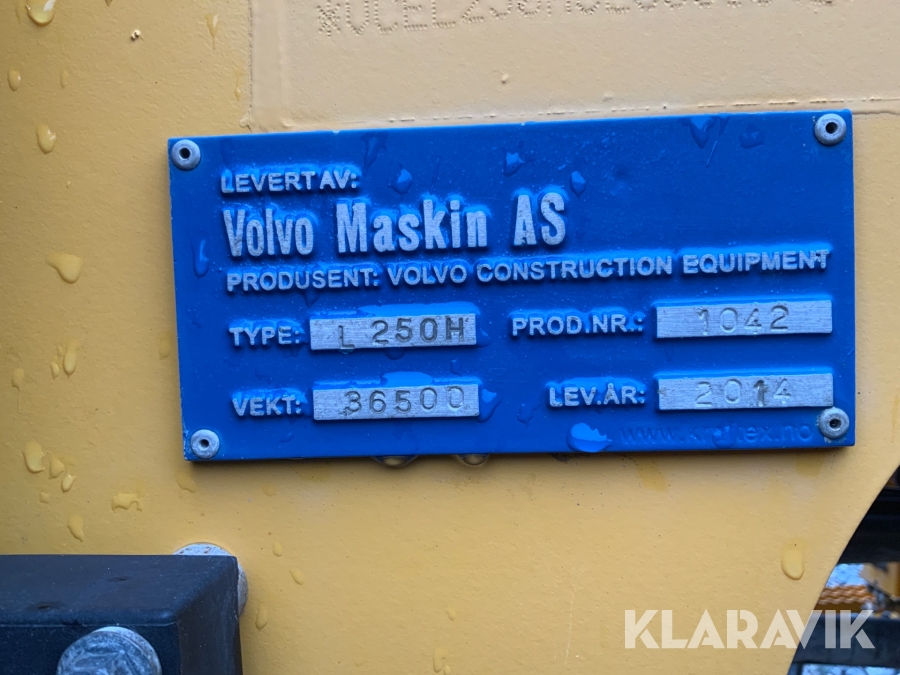 LEVERT AV:
Volvo Maskin AS
PRODUSENT: VOLVO CONSTRUCTION EQUIPMENT
TYPE: L 250H PROD.NR.: 1042
VEKT: 36500 LEV.ÅR: 2014
KLARAVIK